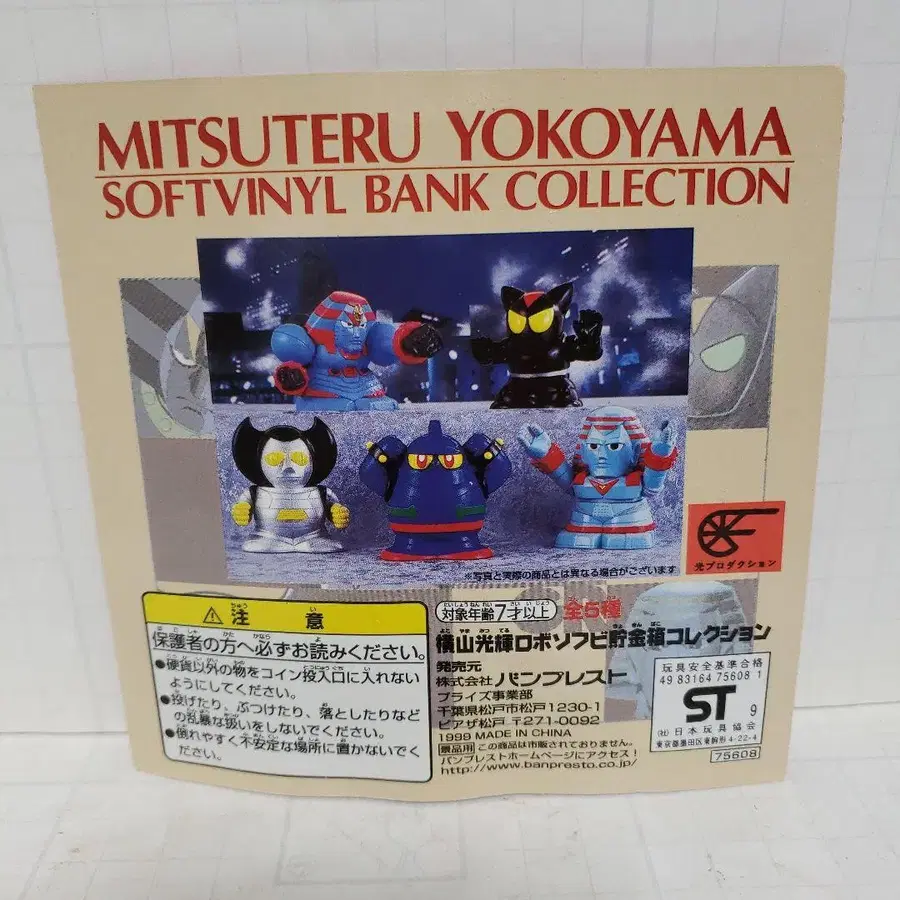 MITSUTERU YOKOYAMA
SOFTVINYL BANK COLLECTION
※写真と実際の商品とは異なる場合がございます
光プロダクション
注意
保護者の方へ必ずお読みください。
●硬貨以外の物をコイン投入口に入れない
ようにしてください。
●投げたり、ぶつけたり、落としたりなど
の乱暴な扱いをしないでください。
●倒れやすく不安定な場所に置かないでく
ださい。
対象年齢7才以上 全5種
横山光輝ロボソフビ貯金箱コレクション
発売元
株式会社 バンプレスト
プライズ事業部
千葉県松戸市松戸1230-1
ピアザ松戸 〒271-0092
1999 MADE IN CHINA
景品用 この商品は市販されておりません。
バンプレストホームページにアクセス!
http://www.banpresto.co.jp/
玩具安全基準合格
49 83164 75608 1
ST 9
(社)日本玩具協会
東京都墨田区東駒形4-22-4
75608